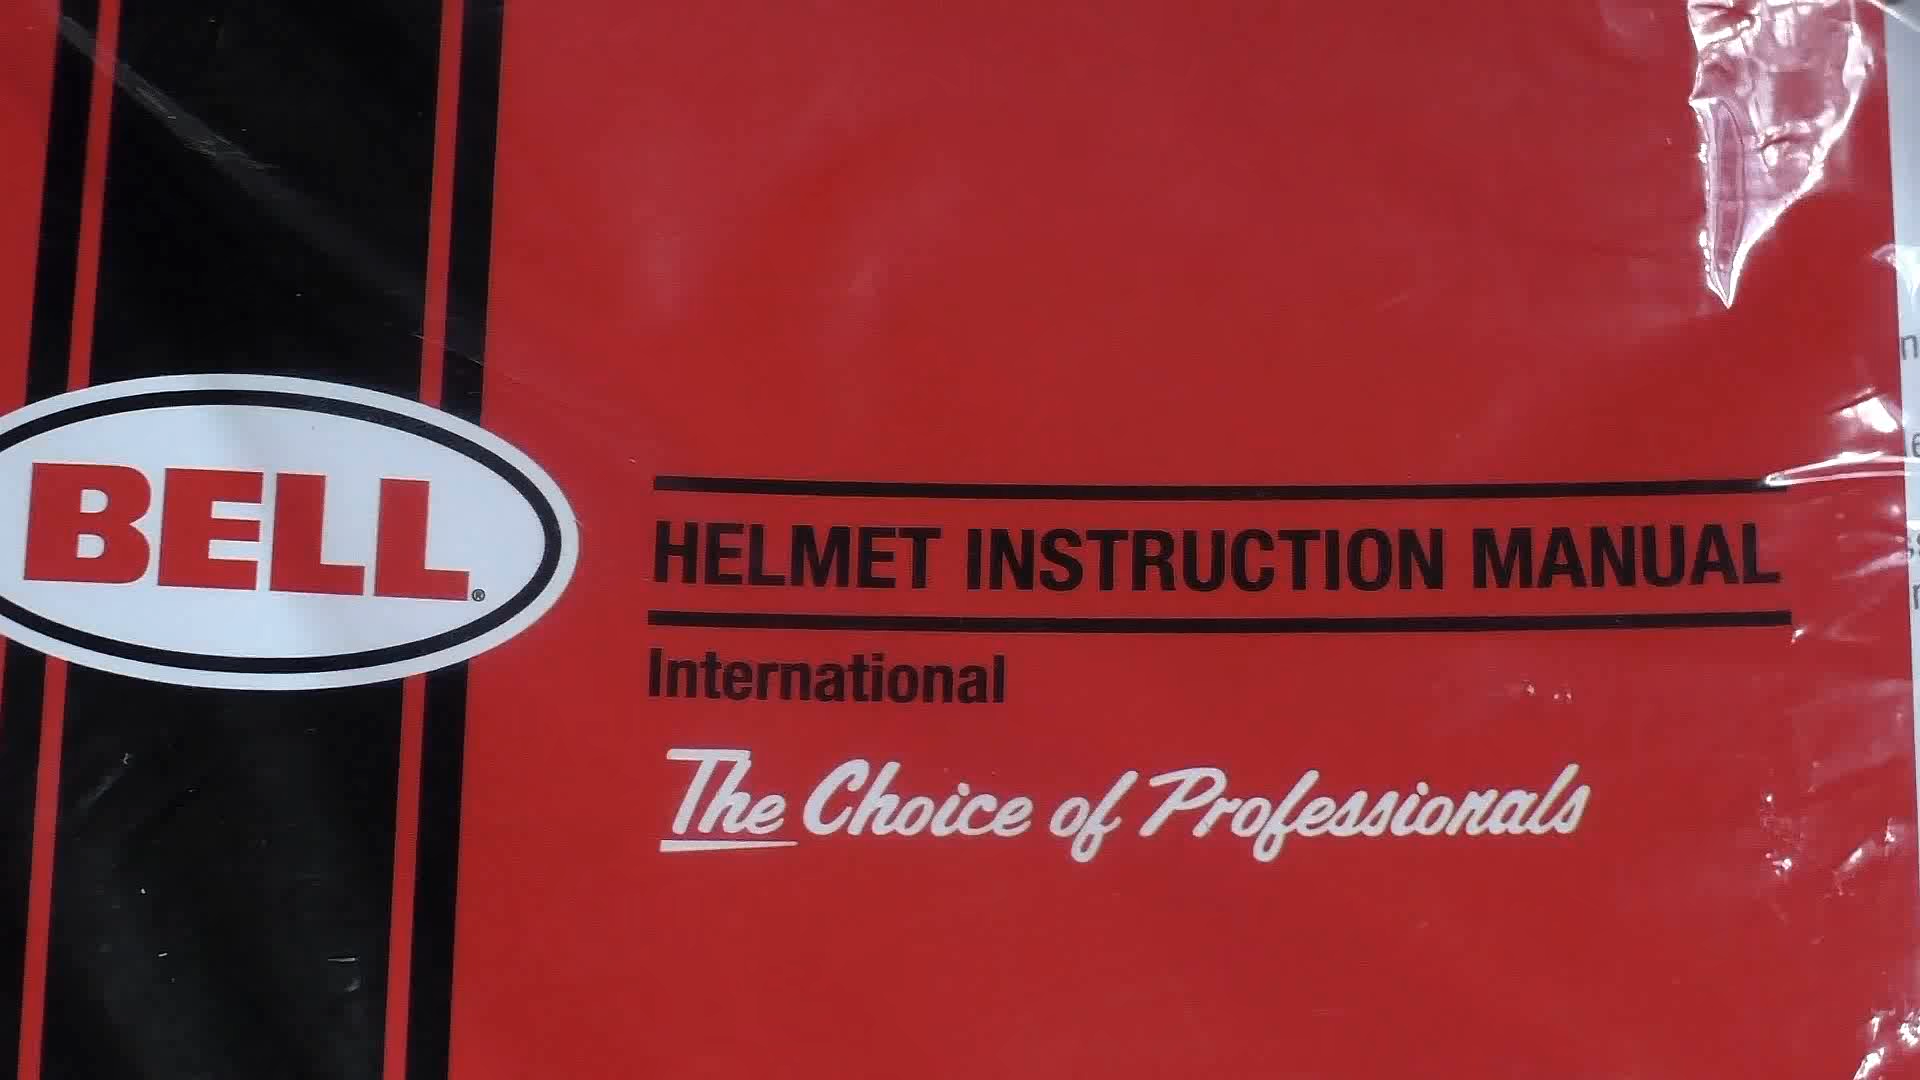 BELL®
HELMET INSTRUCTION MANUAL
International
The Choice of Professionals